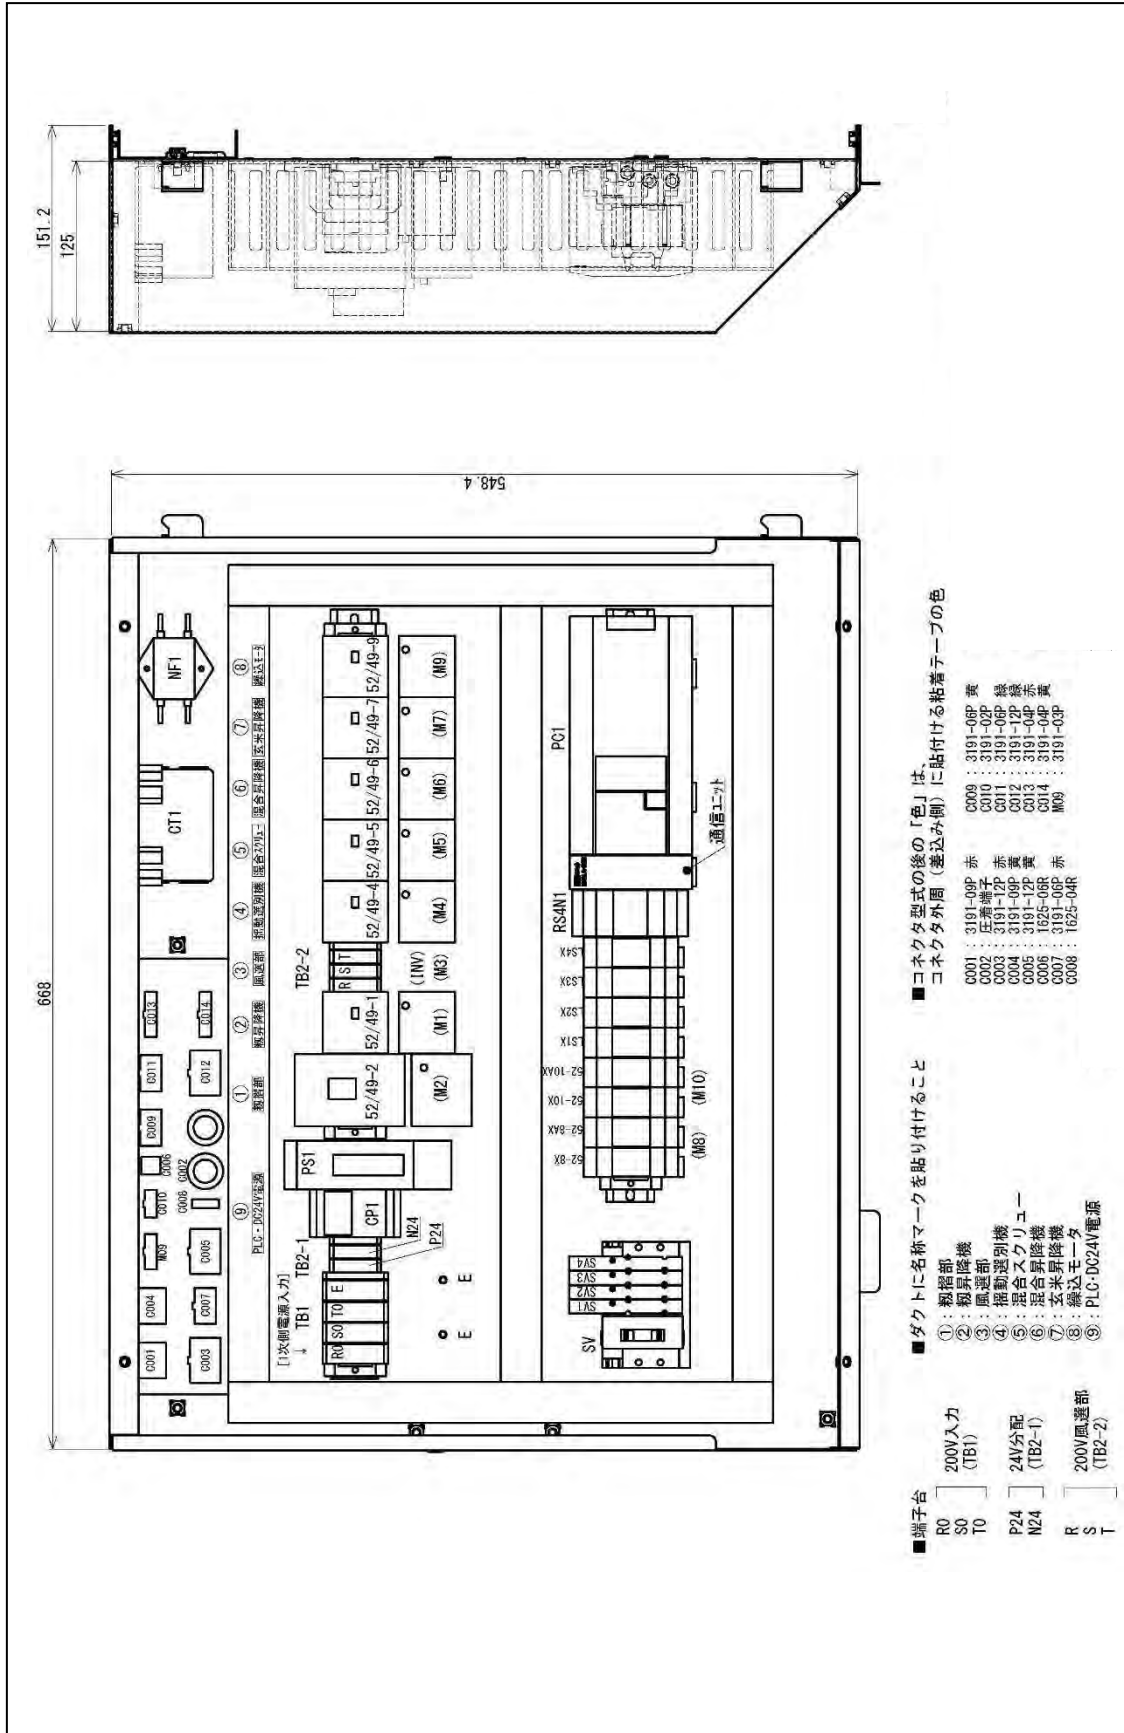 668
548.4
151.2
125
C001
C004
M09
C010
C006
C009
C011
C013
C003
C007
C005
C008
C002
C012
C014
CT1
NF1
⑨
PLC・DC24V電源
①
籾摺部
②
籾昇降機
③
風選部
④
揺動選別機
⑤
混合スクリュー
⑥
混合昇降機
⑦
玄米昇降機
⑧
繰込モータ
[1次側電源入力]
↓
TB1
TB2-1
TB2-2
R0
S0
T0
E
N24
P24
CP1
PS1
52/49-2
52/49-1
R
S
T
52/49-4
52/49-5
52/49-6
52/49-7
52/49-9
(M2)
(M1)
(INV)
(M3)
(M4)
(M5)
(M6)
(M7)
(M9)
E
E
SV
SV1
SV2
SV3
SV4
52-8X
52-8AX
52-10X
52-10AX
LS1X
LS2X
LS3X
LS4X
(M8)
(M10)
RS4N1
PC1
通信ユニット
■端子台
R0
S0 200V入力
T0 (TB1)
P24 24V分配
N24 (TB2-1)
R
S 200V風選部
T (TB2-2)
■ダクトに名称マークを貼り付けること
①：籾摺部
②：籾昇降機
③：風選部
④：揺動選別機
⑤：混合スクリュー
⑥：混合昇降機
⑦：玄米昇降機
⑧：繰込モータ
⑨：PLC・DC24V電源
■コネクタ型式の後の「色」は、
コネクタ外周（差込み側）に貼付ける粘着テープの色
C001 : 3191-09P 赤
C002 : 圧着端子
C003 : 3191-12P 赤
C004 : 3191-09P 黄
C005 : 3191-12P 黄
C006 : 1625-06R
C007 : 3191-06P 赤
C008 : 1625-04R
C009 : 3191-06P 黄
C010 : 3191-02P
C011 : 3191-06P 緑
C012 : 3191-12P 緑
C013 : 3191-04P 赤
C014 : 3191-04P 黄
M09 : 3191-03P